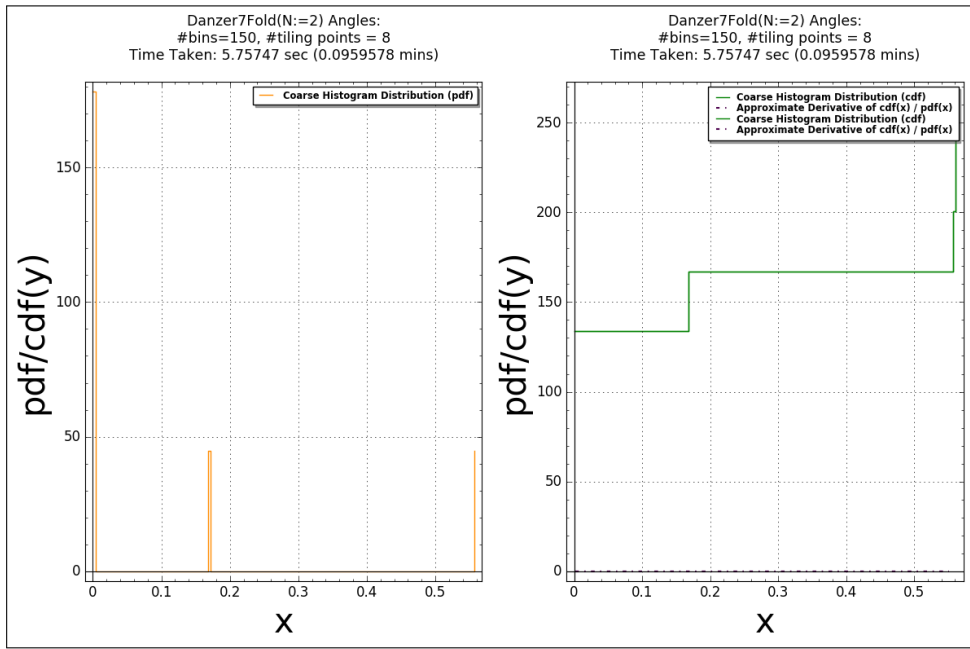 Danzer7Fold(N:=2) Angles:
#bins=150, #tiling points = 8
Time Taken: 5.75747 sec (0.0959578 mins)
Coarse Histogram Distribution (pdf)
150
100
50
0
pdf/cdf(y)
0 0.1 0.2 0.3 0.4 0.5
x
Danzer7Fold(N:=2) Angles:
#bins=150, #tiling points = 8
Time Taken: 5.75747 sec (0.0959578 mins)
Coarse Histogram Distribution (cdf)
Approximate Derivative of cdf(x) / pdf(x)
Coarse Histogram Distribution (cdf)
Approximate Derivative of cdf(x) / pdf(x)
250
200
150
100
50
0
pdf/cdf(y)
0 0.1 0.2 0.3 0.4 0.5
x